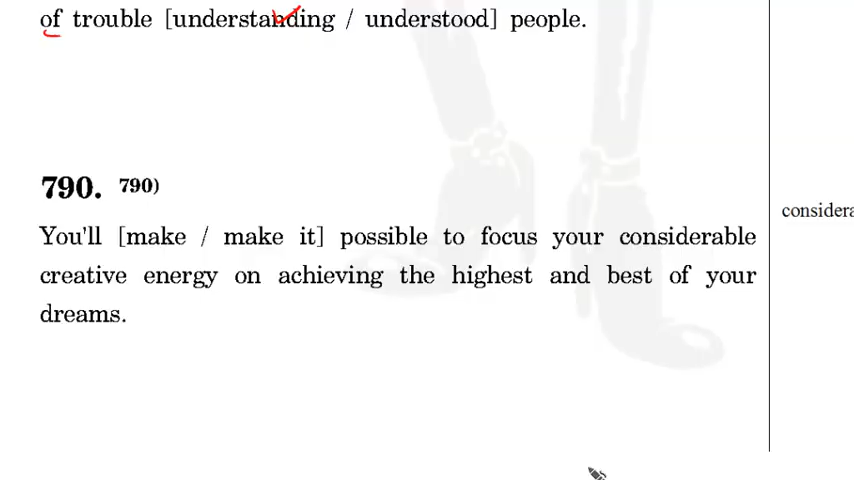 of trouble [understanding / understood] people.
790. 790)
You'll [make / make it] possible to focus your considerable
creative energy on achieving the highest and best of your
dreams.